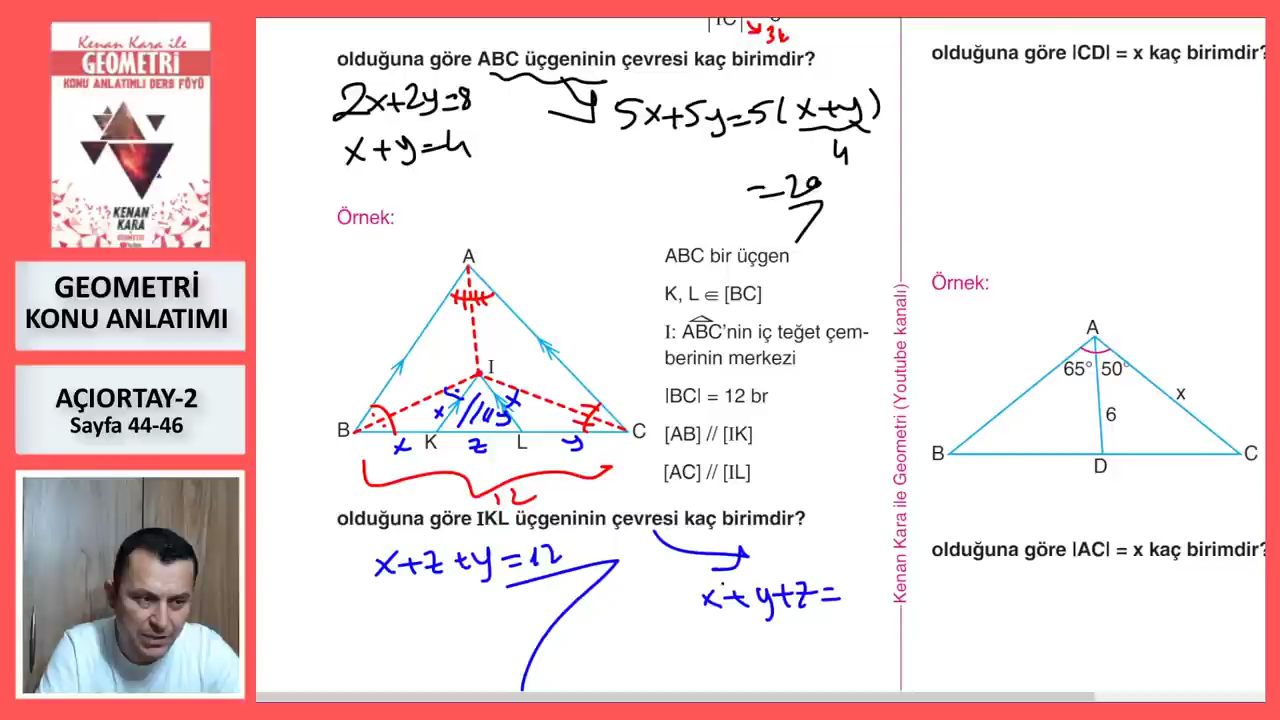 Kenan Kara ile
GEOMETRİ
KONU ANLATIMLI DERS FÖYÜ
KENAN
KARA
GEOMETRİ
KONU ANLATIMI
AÇIORTAY-2
Sayfa 44-46
|IC| 3k
olduğuna göre ABC üçgeninin çevresi kaç birimdir?
2x+2y=8
x+y=4
5x+5y=5(x+y)
4
=20
Örnek:
A
I
B
K
L
C
x
y
x
z
y
12
ABC bir üçgen
K, L ∈ [BC]
I: ABC'nin iç teğet çem-
berinin merkezi
|BC| = 12 br
[AB] // [IK]
[AC] // [IL]
olduğuna göre IKL üçgeninin çevresi kaç birimdir?
x+z+y=12
x+y+z=
Kenan Kara ile Geometri (Youtube kanalı)
olduğuna göre |CD| = x kaç birimdir?
Örnek:
A
65° 50°
x
6
B
D
C
olduğuna göre |AC| = x kaç birimdir?